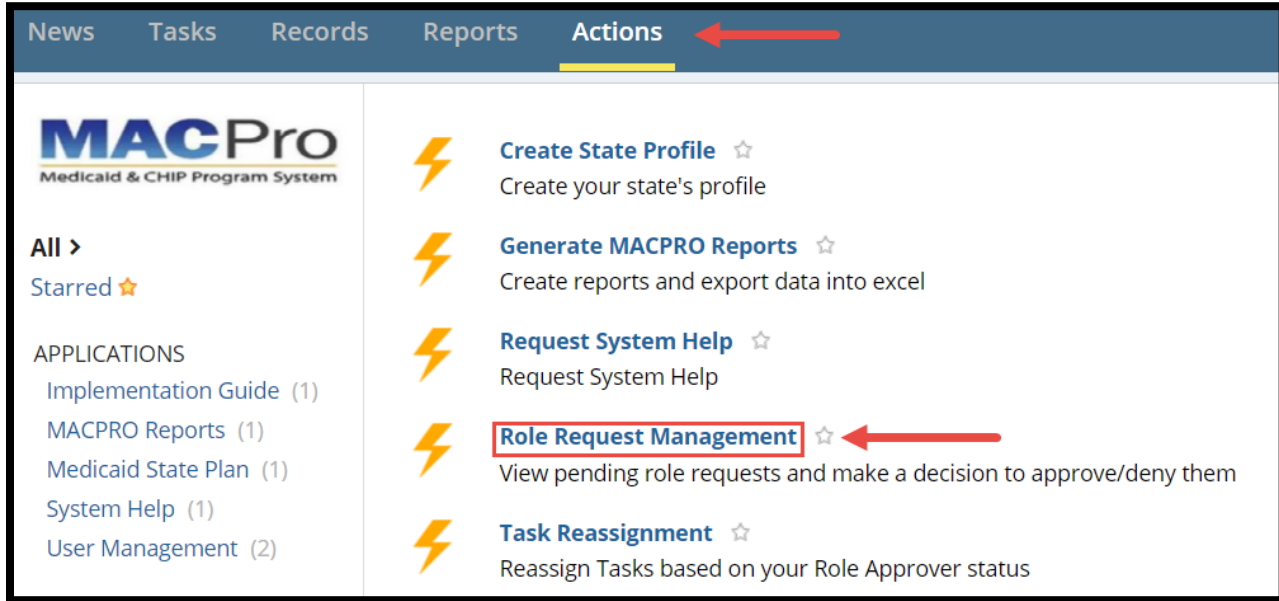 News Tasks Records Reports Actions
MACPro
Medicaid & CHIP Program System
All >
Starred
APPLICATIONS
Implementation Guide (1)
MACPRO Reports (1)
Medicaid State Plan (1)
System Help (1)
User Management (2)
Create State Profile
Create your state's profile
Generate MACPRO Reports
Create reports and export data into excel
Request System Help
Request System Help
Role Request Management
View pending role requests and make a decision to approve/deny them
Task Reassignment
Reassign Tasks based on your Role Approver status